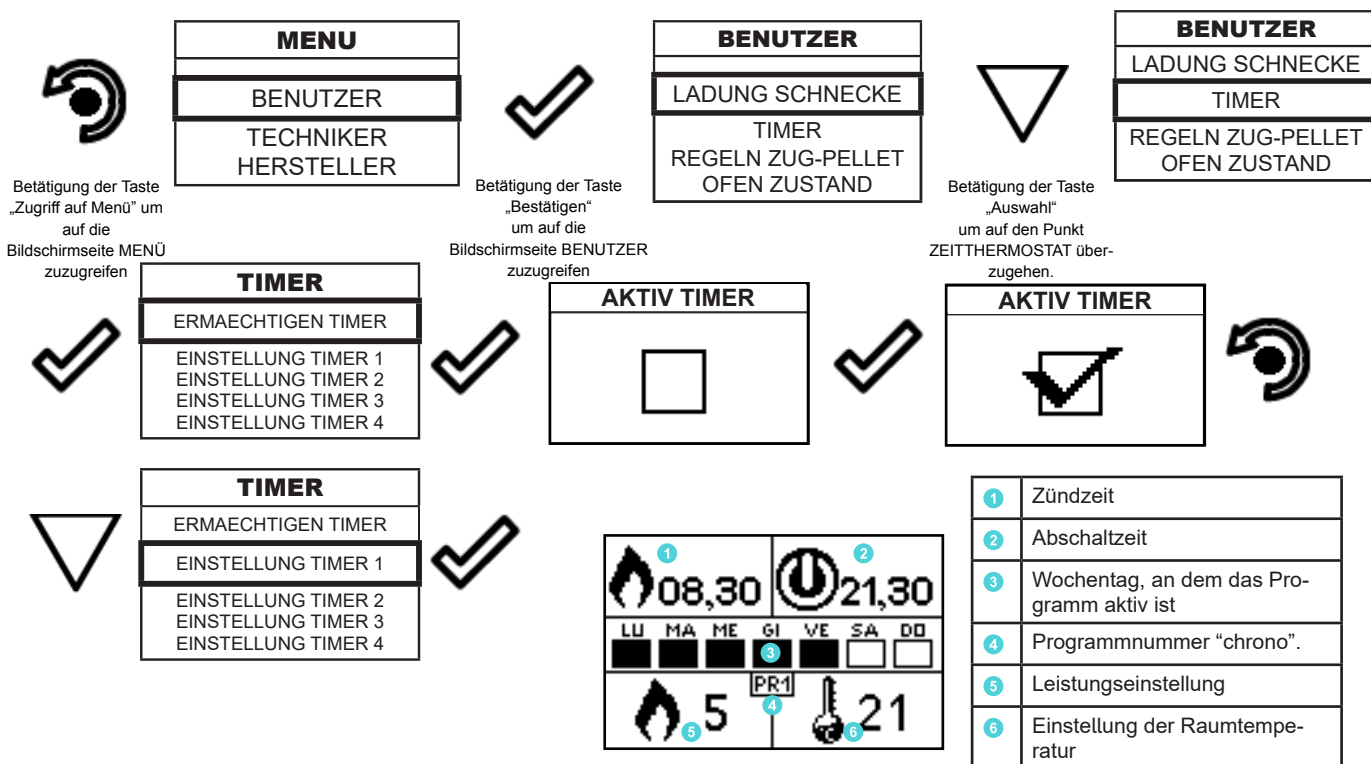 MENU
BENUTZER
TECHNIKER
HERSTELLER
Betätigung der Taste
„Zugriff auf Menü” um
auf die
Bildschirmseite MENÜ
zuzugreifen
BENUTZER
LADUNG SCHNECKE
TIMER
REGELN ZUG-PELLET
OFEN ZUSTAND
Betätigung der Taste
„Bestätigen“
um auf die
Bildschirmseite BENUTZER
zuzugreifen
BENUTZER
LADUNG SCHNECKE
TIMER
REGELN ZUG-PELLET
OFEN ZUSTAND
Betätigung der Taste
„Auswahl“
um auf den Punkt
ZEITTHERMOSTAT über-
zugehen.
TIMER
ERMAECHTIGEN TIMER
EINSTELLUNG TIMER 1
EINSTELLUNG TIMER 2
EINSTELLUNG TIMER 3
EINSTELLUNG TIMER 4
AKTIV TIMER
AKTIV TIMER
TIMER
ERMAECHTIGEN TIMER
EINSTELLUNG TIMER 1
EINSTELLUNG TIMER 2
EINSTELLUNG TIMER 3
EINSTELLUNG TIMER 4
1 2
08,30 21,30
LU MA ME GI VE SA DO
3
PR1
4
5 5 6 21
1 Zündzeit
2 Abschaltzeit
3 Wochentag, an dem das Pro-
gramm aktiv ist
4 Programmnummer “chrono”.
5 Leistungseinstellung
6 Einstellung der Raumtempe-
ratur